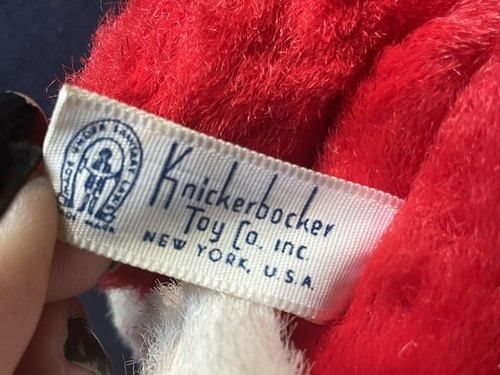 Knickerbocker
Toy Co. Inc.
NEW YORK, U.S.A.